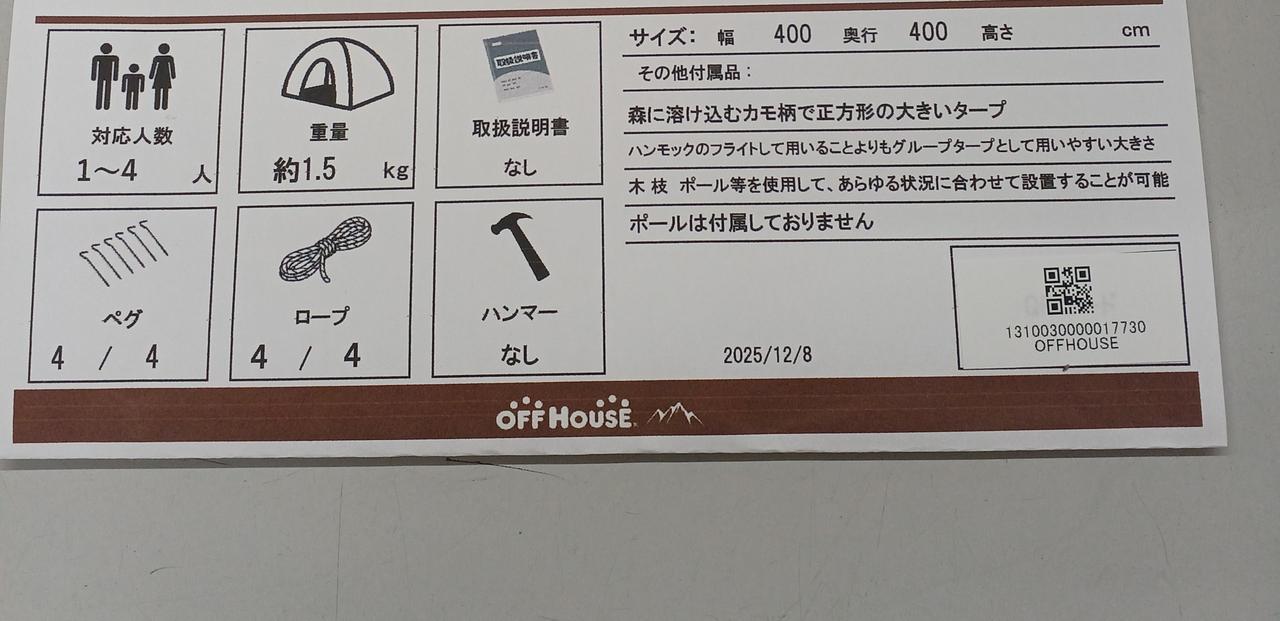 対応人数
1～4 人
重量
約1.5 kg
取扱説明書
取扱説明書
なし
ペグ
4 / 4
ロープ
4 / 4
ハンマー
なし
サイズ: 幅 400 奥行 400 高さ cm
その他付属品：
森に溶け込むカモ柄で正方形の大きいタープ
ハンモックのフライトして用いることよりもグループタープとして用いやすい大きさ
木 枝 ポール等を使用して、あらゆる状況に合わせて設置することが可能
ポールは付属しておりません
2025/12/8
1310030000017730
OFFHOUSE
OFF HOUSE